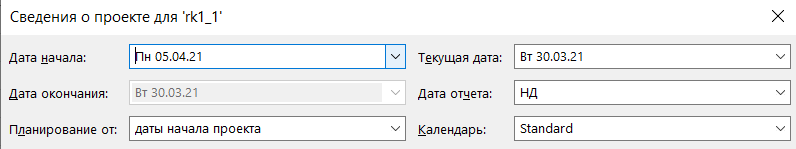 Сведения о проекте для 'rk1_1'
Дата начала: Пн 05.04.21 Текущая дата: Вт 30.03.21
Дата окончания: Вт 30.03.21 Дата отчета: НД
Планирование от: даты начала проекта Календарь: Standard